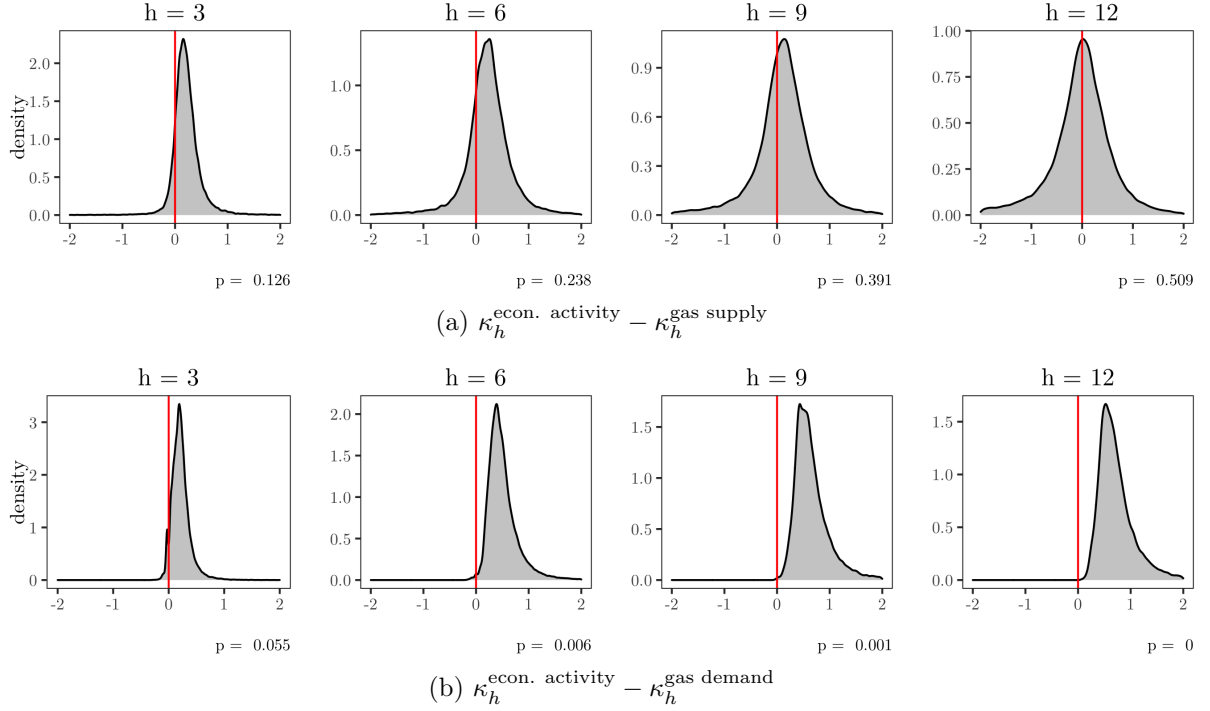 h = 3 h = 6 h = 9 h = 12
density
2.0 1.5 1.0 0.5 0.0
1.0 0.5 0.0
0.9 0.6 0.3 0.0
1.00 0.75 0.50 0.25 0.00
-2 -1 0 1 2 -2 -1 0 1 2 -2 -1 0 1 2 -2 -1 0 1 2
p = 0.126 p = 0.238 p = 0.391 p = 0.509
(a) κ_h^{econ. activity} − κ_h^{gas supply}
h = 3 h = 6 h = 9 h = 12
density
3 2 1 0
2.0 1.5 1.0 0.5 0.0
1.5 1.0 0.5 0.0
1.5 1.0 0.5 0.0
-2 -1 0 1 2 -2 -1 0 1 2 -2 -1 0 1 2 -2 -1 0 1 2
p = 0.055 p = 0.006 p = 0.001 p = 0
(b) κ_h^{econ. activity} − κ_h^{gas demand}